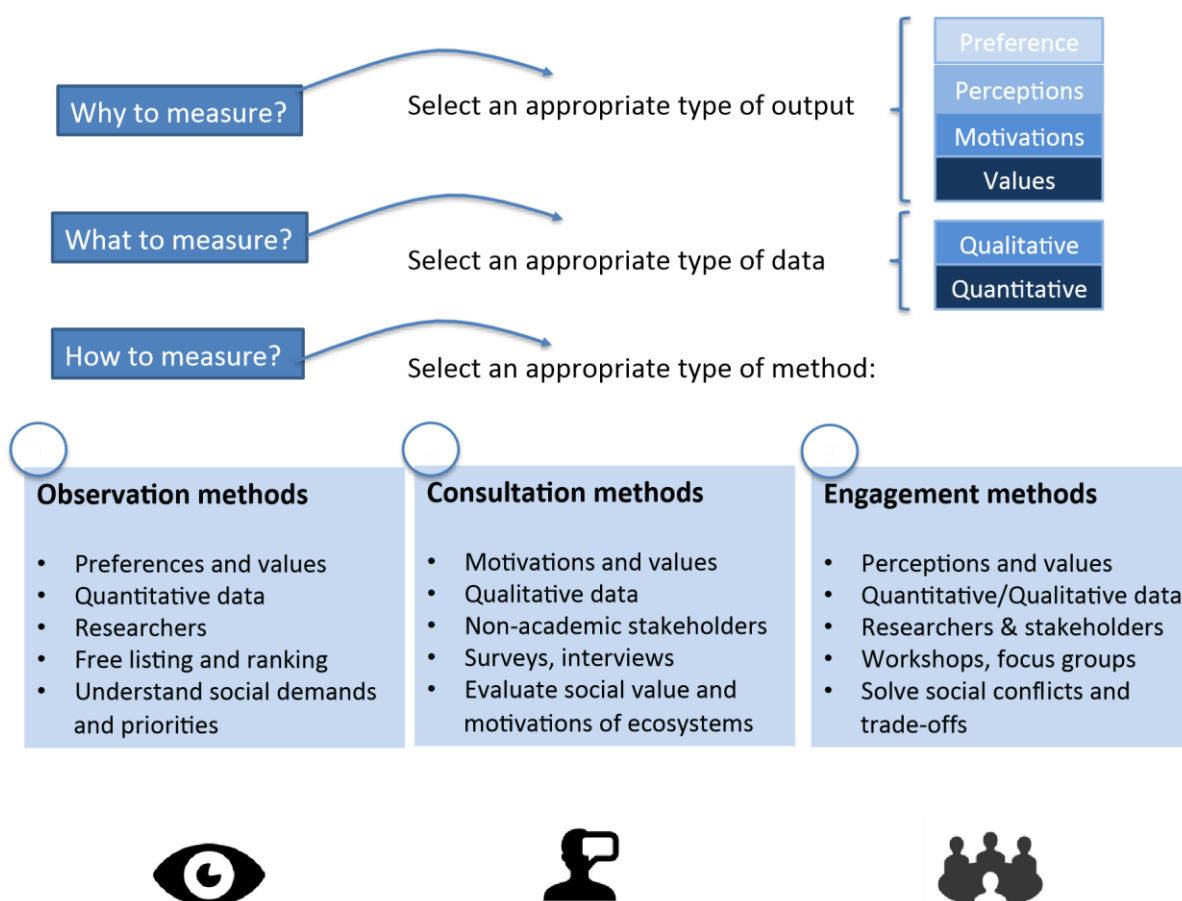 Preference
Why to measure?
Select an appropriate type of output
Perceptions
Motivations
Values
What to measure?
Select an appropriate type of data
Qualitative
Quantitative
How to measure?
Select an appropriate type of method:
Observation methods
• Preferences and values
• Quantitative data
• Researchers
• Free listing and ranking
• Understand social demands
and priorities
Consultation methods
• Motivations and values
• Qualitative data
• Non-academic stakeholders
• Surveys, interviews
• Evaluate social value and
motivations of ecosystems
Engagement methods
• Perceptions and values
• Quantitative/Qualitative data
• Researchers & stakeholders
• Workshops, focus groups
• Solve social conflicts and
trade-offs